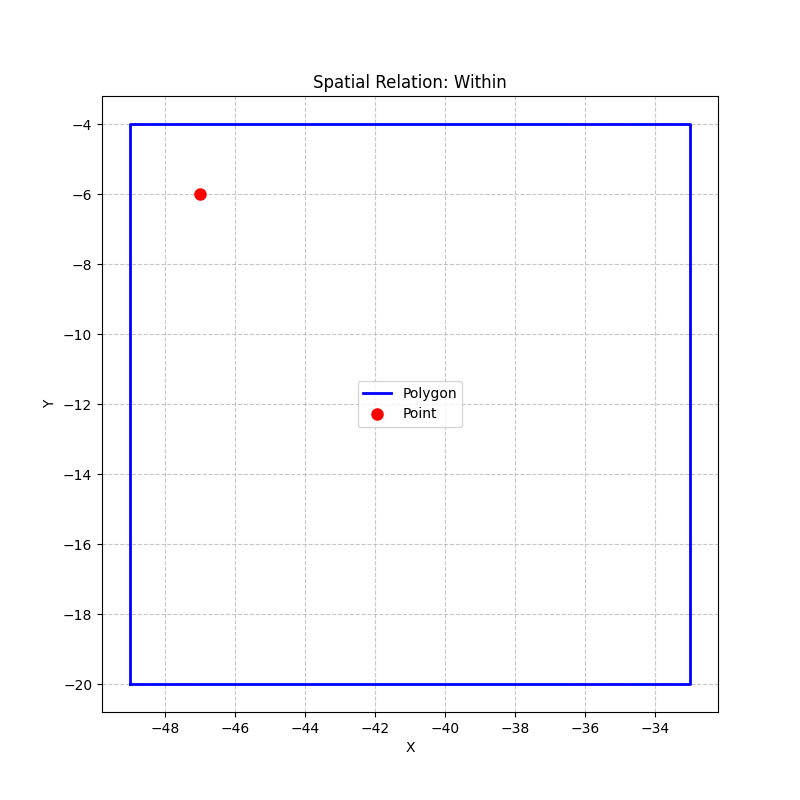 Spatial Relation: Within
Y
−4
−6
−8
−10
−12
−14
−16
−18
−20
Polygon
Point
−48 −46 −44 −42 −40 −38 −36 −34
X